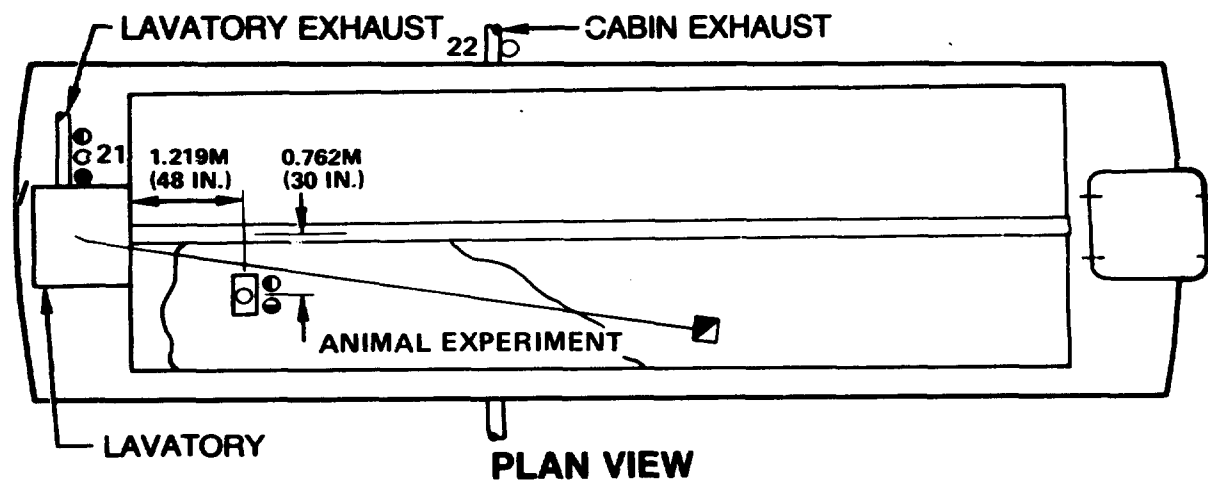 LAVATORY EXHAUST
22
CABIN EXHAUST
21
1.219M
(48 IN.)
0.762M
(30 IN.)
ANIMAL EXPERIMENT
LAVATORY
PLAN VIEW